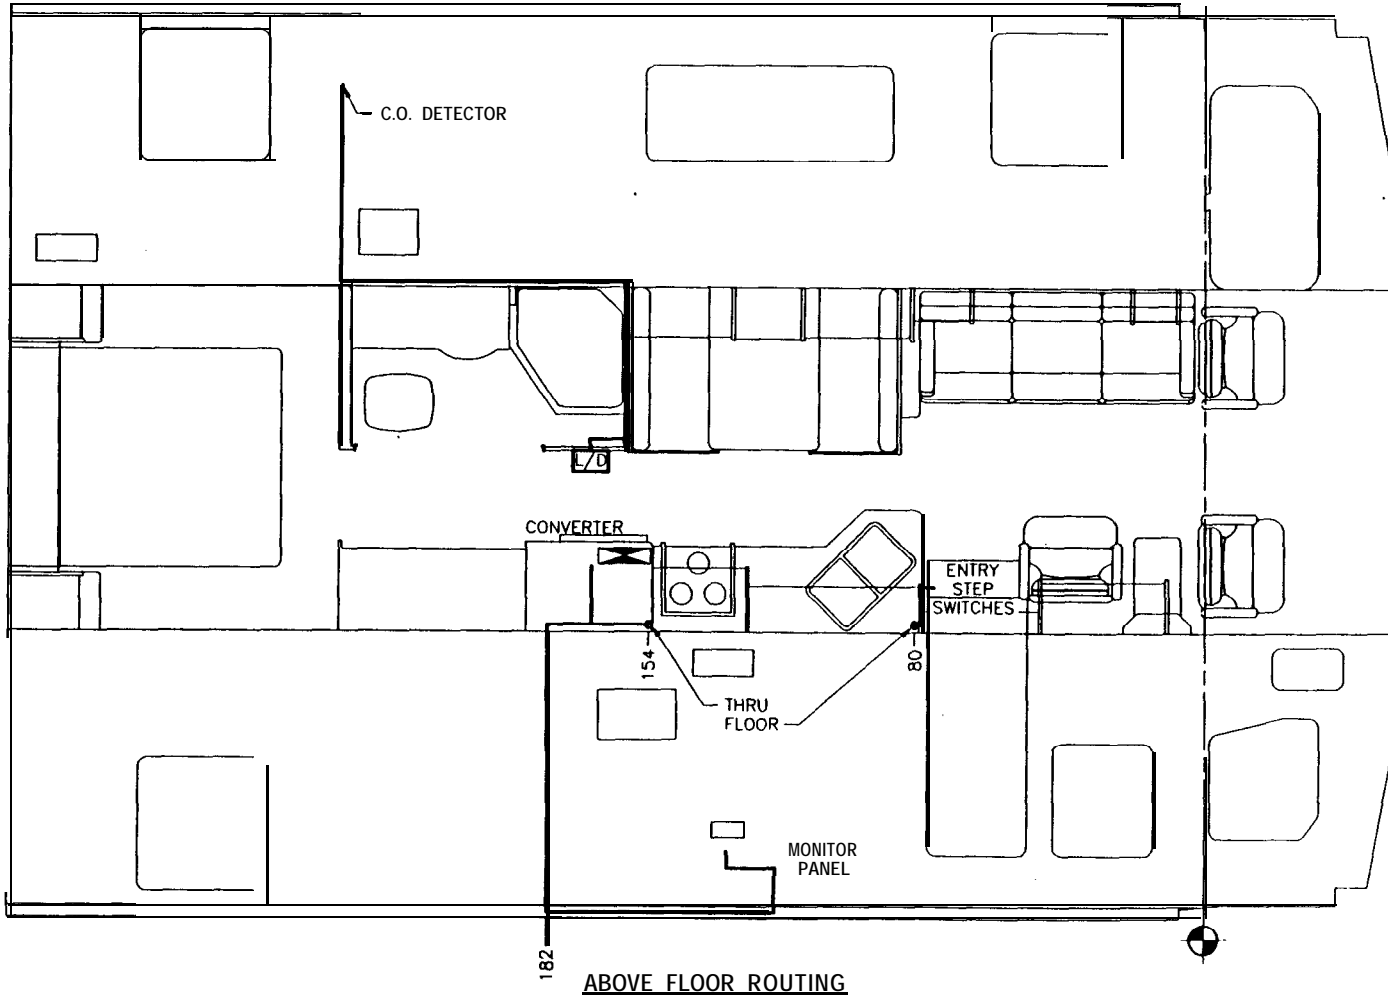 C.O. DETECTOR
L/D
CONVERTER
ENTRY
STEP
SWITCHES
154
80
THRU
FLOOR
MONITOR
PANEL
182
ABOVE FLOOR ROUTING